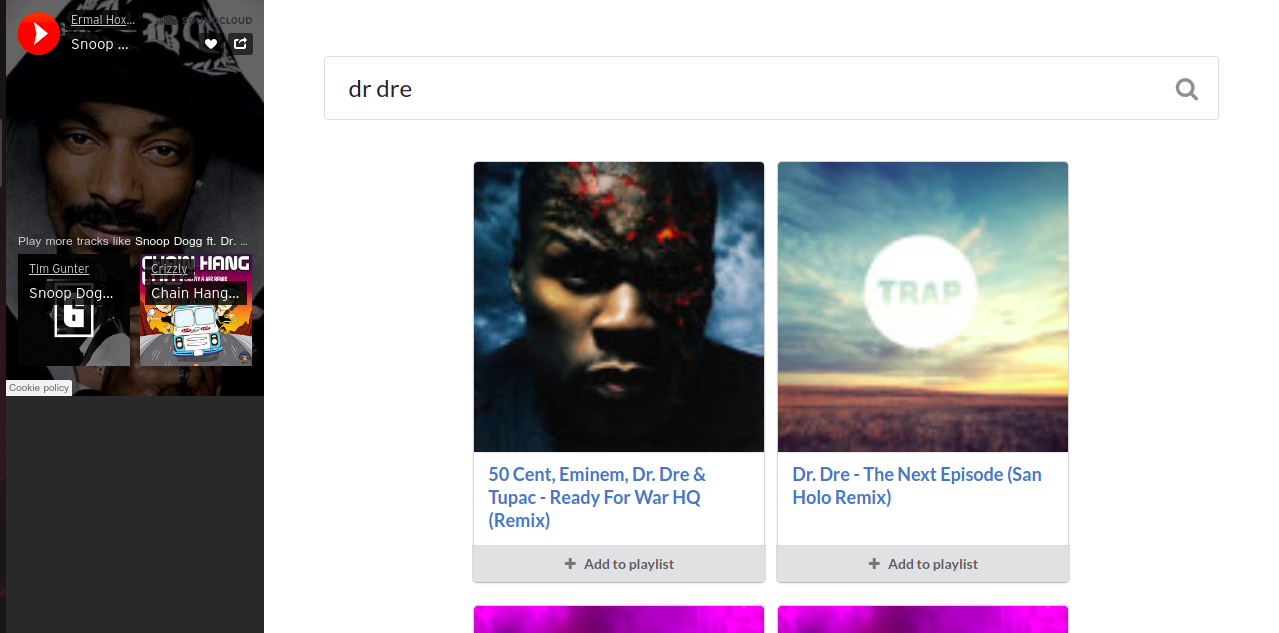 Ermal Hox...
SOUNDCLOUD
Snoop ...
Play more tracks like Snoop Dogg ft. Dr. ...
Tim Gunter
Snoop Dog...
CHAIN HANG
Crizzly
Chain Hang...
Cookie policy
dr dre
TRAP
50 Cent, Eminem, Dr. Dre &
Tupac - Ready For War HQ
(Remix)
Add to playlist
Dr. Dre - The Next Episode (San
Holo Remix)
Add to playlist